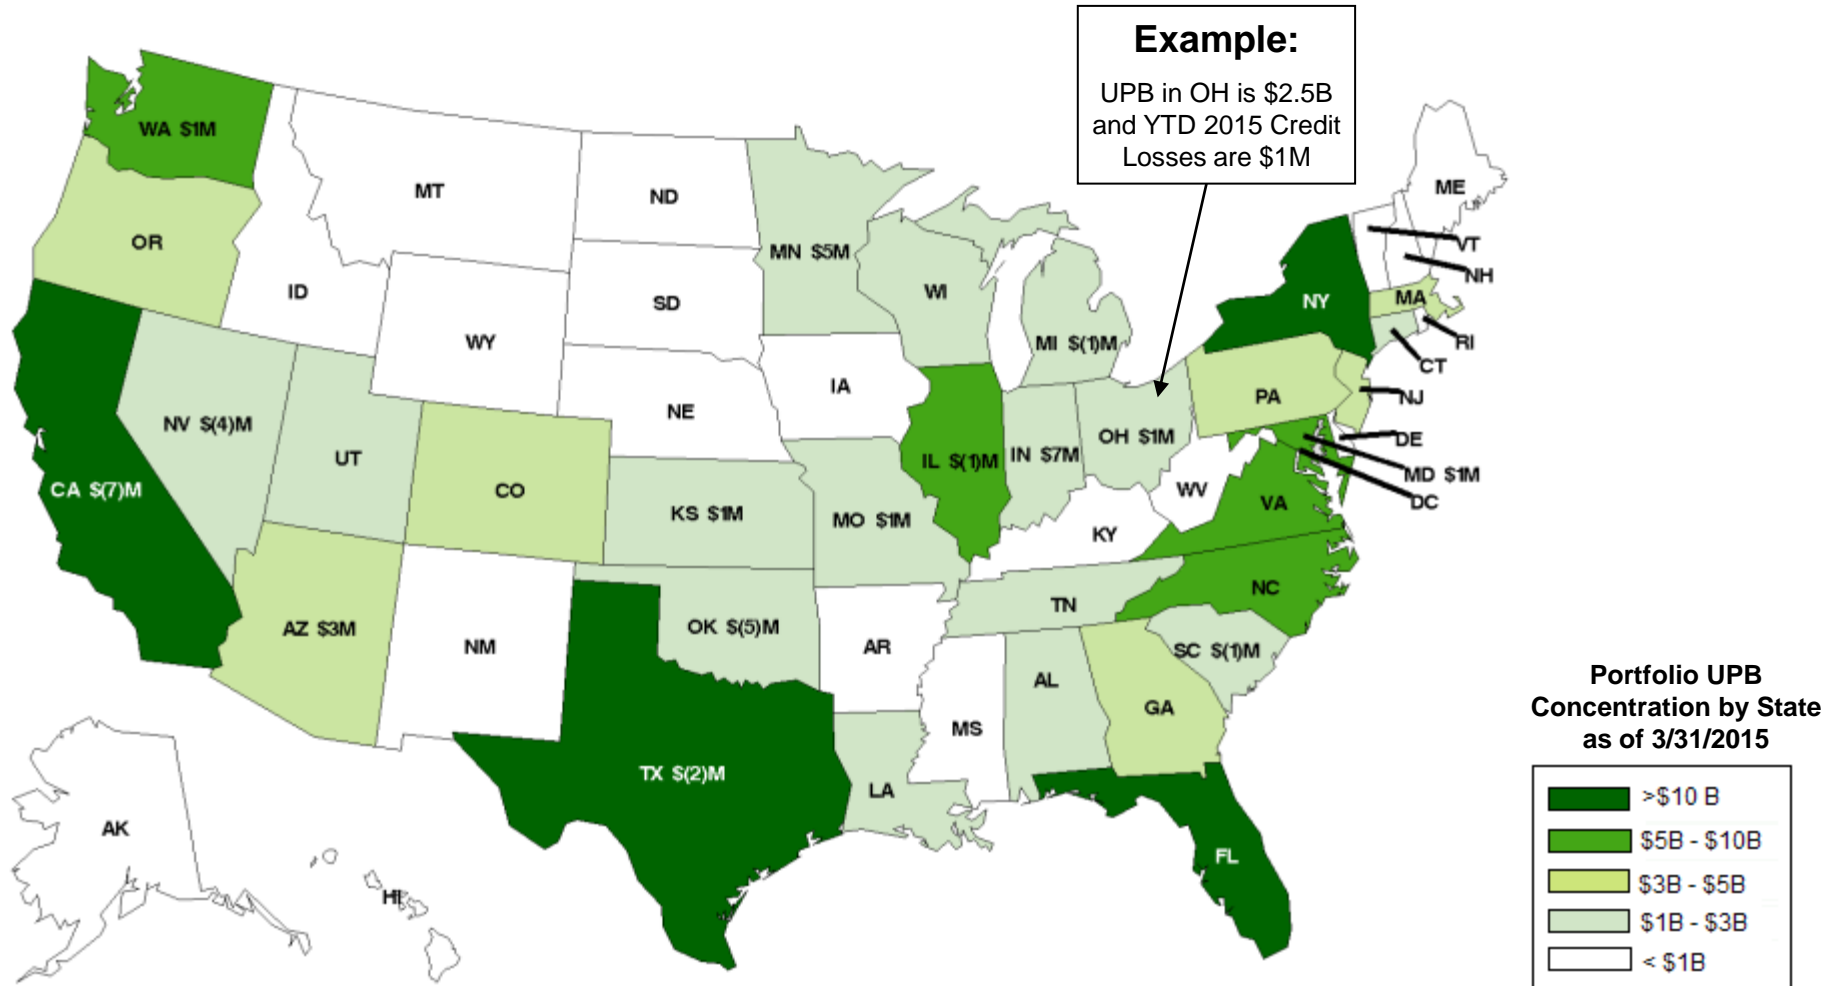 Example:
UPB in OH is $2.5B
and YTD 2015 Credit
Losses are $1M
WA $1M
MT
ND
ME
OR
MN $5M
VT
NH
ID
SD
WI
NY
MA
WY
MI $(1)M
RI
CT
IA
NE
PA
NJ
NV $(4)M
UT
OH $1M
DE
IN $7M
IL $(1)M
MD $1M
CA $(7)M
CO
WV
DC
VA
KS $1M
MO $1M
KY
NC
TN
AZ $3M
OK $(5)M
NM
AR
SC $(1)M
AL
GA
MS
TX $(2)M
LA
AK
FL
HI
Portfolio UPB
Concentration by State
as of 3/31/2015
>$10 B
$5B - $10B
$3B - $5B
$1B - $3B
< $1B